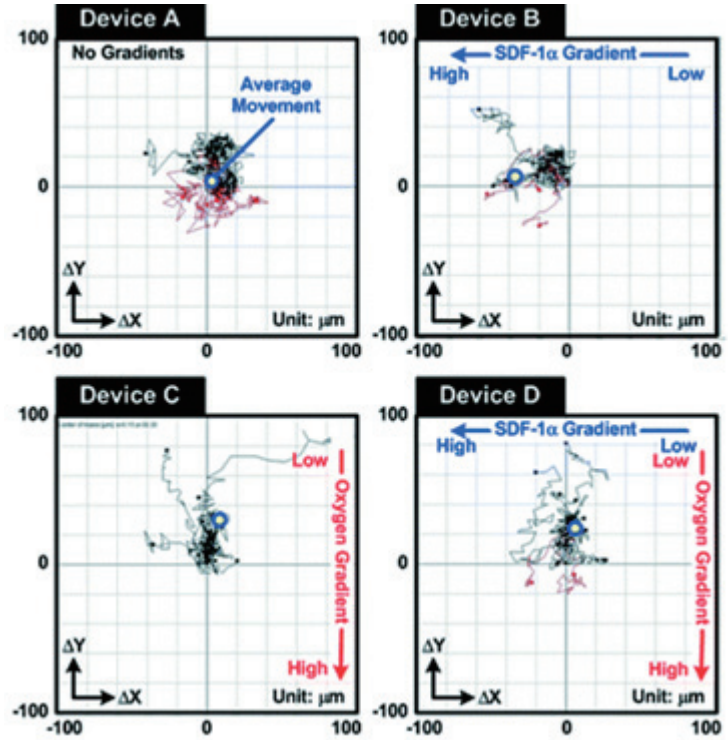 Device A
100
No Gradients
Average
Movement
0
ΔY
ΔX
Unit: μm
-100
-100
0
100
Device B
100
SDF-1α Gradient
High
Low
0
ΔY
ΔX
Unit: μm
-100
-100
0
100
Device C
100
Low
Oxygen Gradient
High
0
ΔY
ΔX
Unit: μm
-100
-100
0
100
Device D
100
SDF-1α Gradient
High
Low
Low
Oxygen Gradient
High
0
ΔY
ΔX
Unit: μm
-100
-100
0
100